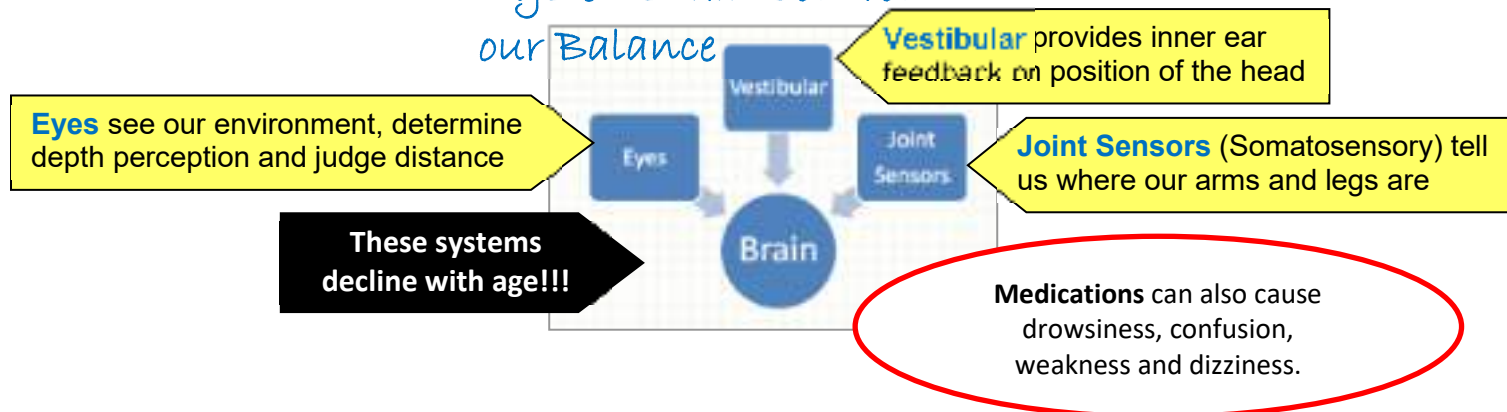 our Balance
Vestibular provides inner ear
feedback on position of the head
Vestibular
Eyes see our environment, determine
depth perception and judge distance
Eyes
Joint
Sensors
Joint Sensors (Somatosensory) tell
us where our arms and legs are
These systems
decline with age!!!
Brain
Medications can also cause
drowsiness, confusion,
weakness and dizziness.